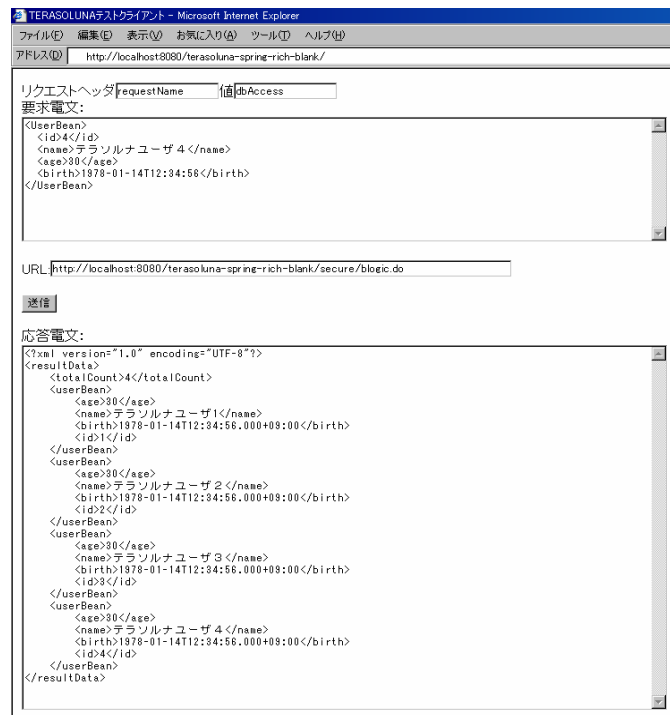 TERASOLUNAテストクライアント - Microsoft Internet Explorer
ファイル(F) 編集(E) 表示(V) お気に入り(A) ツール(T) ヘルプ(H)
アドレス(D) http://localhost:8080/terasoluna-spring-rich-blank/
リクエストヘッダ requestName 値 dbAccess
要求電文:
<UserBean>
<id>4</id>
<name>テラソルナユーザ４</name>
<age>30</age>
<birth>1978-01-14T12:34:56</birth>
</UserBean>
URL: http://localhost:8080/terasoluna-spring-rich-blank/secure/blogic.do
送信
応答電文:
<?xml version="1.0" encoding="UTF-8"?>
<resultData>
<totalCount>4</totalCount>
<userBean>
<age>30</age>
<name>テラソルナユーザ1</name>
<birth>1978-01-14T12:34:56.000+09:00</birth>
<id>1</id>
</userBean>
<userBean>
<age>30</age>
<name>テラソルナユーザ２</name>
<birth>1978-01-14T12:34:56.000+09:00</birth>
<id>2</id>
</userBean>
<userBean>
<age>30</age>
<name>テラソルナユーザ３</name>
<birth>1978-01-14T12:34:56.000+09:00</birth>
<id>3</id>
</userBean>
<userBean>
<age>30</age>
<name>テラソルナユーザ４</name>
<birth>1978-01-14T12:34:56.000+09:00</birth>
<id>4</id>
</userBean>
</resultData>